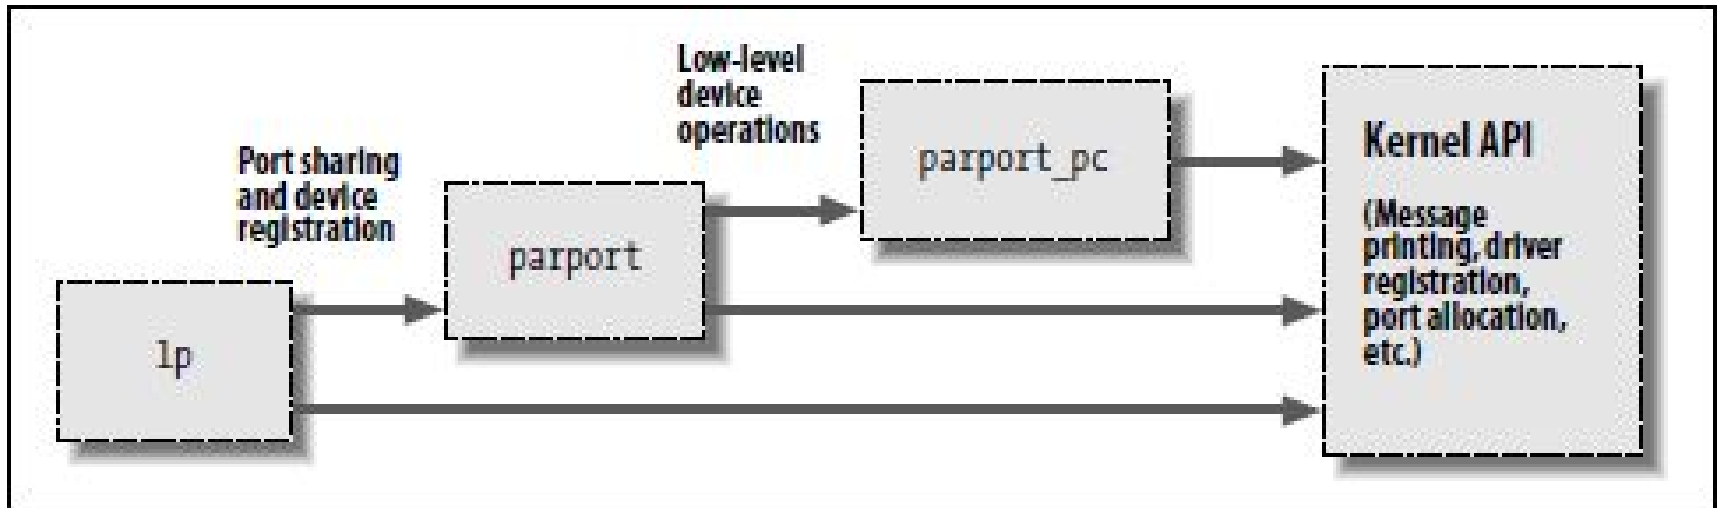 Port sharing
and device
registration
Low-level
device
operations
lp
parport
parport_pc
Kernel API
(Message
printing, driver
registration,
port allocation,
etc.)